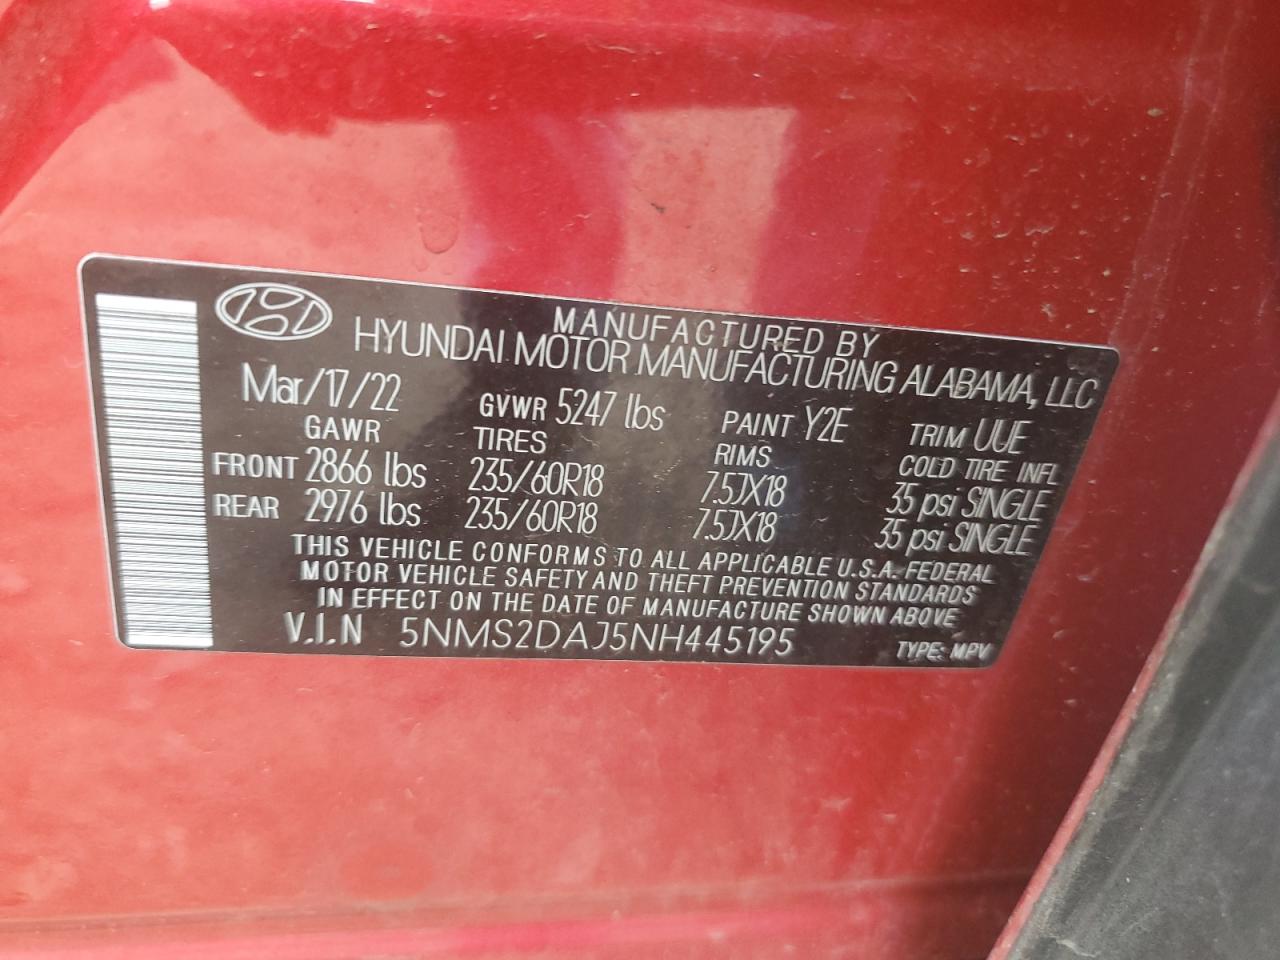 MANUFACTURED BY
HYUNDAI MOTOR MANUFACTURING ALABAMA, LLC
Mar/17/22 GVWR 5247 lbs PAINT Y2E TRIM UUE
GAWR TIRES RIMS COLD TIRE INFL
FRONT 2866 lbs 235/60R18 7.5JX18 35 psi SINGLE
REAR 2976 lbs 235/60R18 7.5JX18 35 psi SINGLE
THIS VEHICLE CONFORMS TO ALL APPLICABLE U.S.A. FEDERAL
MOTOR VEHICLE SAFETY AND THEFT PREVENTION STANDARDS
IN EFFECT ON THE DATE OF MANUFACTURE SHOWN ABOVE
V.I.N 5NMS2DAJ5NH445195 TYPE: MPV